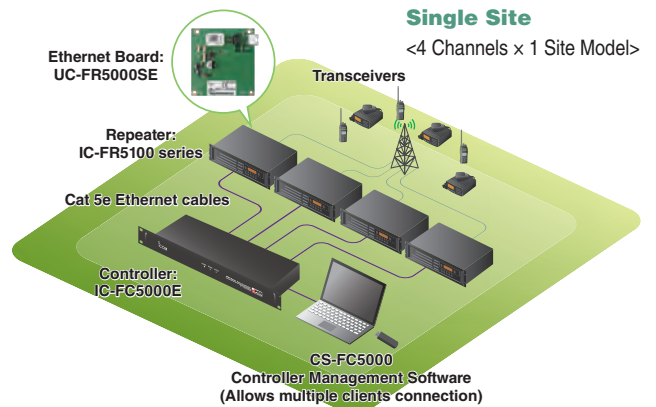 Single Site
<4 Channels × 1 Site Model>
Ethernet Board:
UC-FR5000SE
Transceivers
Repeater:
IC-FR5100 series
Cat 5e Ethernet cables
Controller:
IC-FC5000E
CS-FC5000
Controller Management Software
(Allows multiple clients connection)